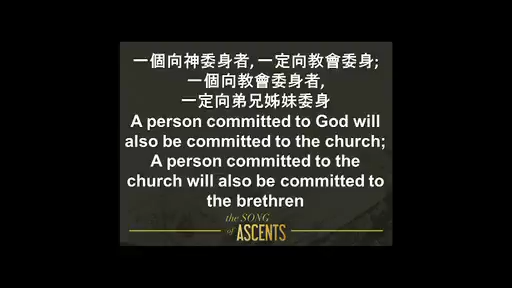 一個向神委身者, 一定向教會委身;
一個向教會委身者,
一定向弟兄姊妹委身
A person committed to God will
also be committed to the church;
A person committed to the
church will also be committed to
the brethren
the SONG
of ASCENTS